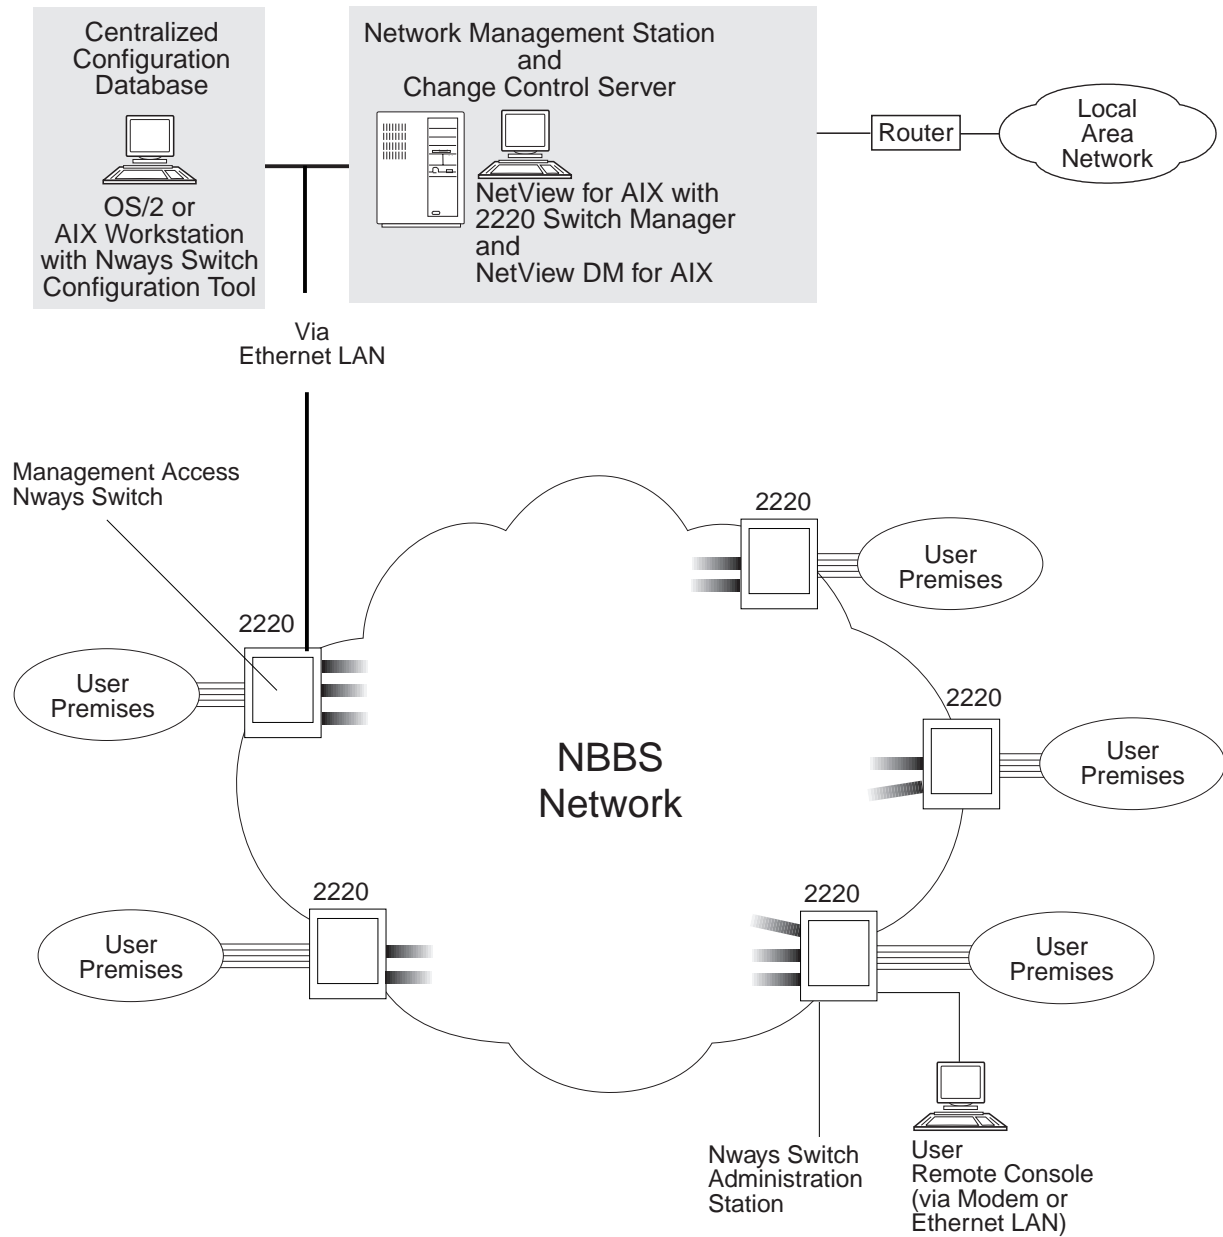 Centralized
Configuration
Database
OS/2 or
AIX Workstation
with Nways Switch
Configuration Tool
Network Management Station
and
Change Control Server
NetView for AIX with
2220 Switch Manager
and
NetView DM for AIX
Router
Local
Area
Network
Via
Ethernet LAN
Management Access
Nways Switch
2220
User
Premises
2220
User
Premises
2220
User
Premises
NBBS
Network
2220
User
Premises
2220
User
Premises
Nways Switch
Administration
Station
User
Remote Console
(via Modem or
Ethernet LAN)